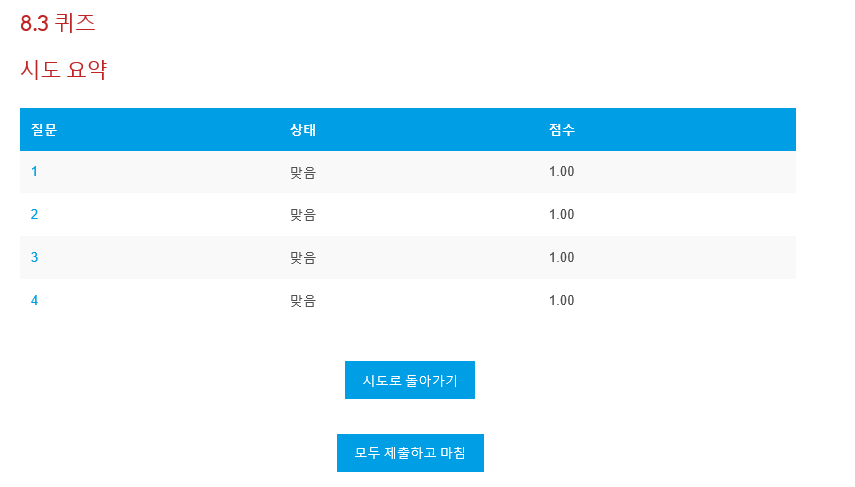 8.3 퀴즈
시도 요약
질문 상태 점수
1 맞음 1.00
2 맞음 1.00
3 맞음 1.00
4 맞음 1.00
시도로 돌아가기
모두 제출하고 마침